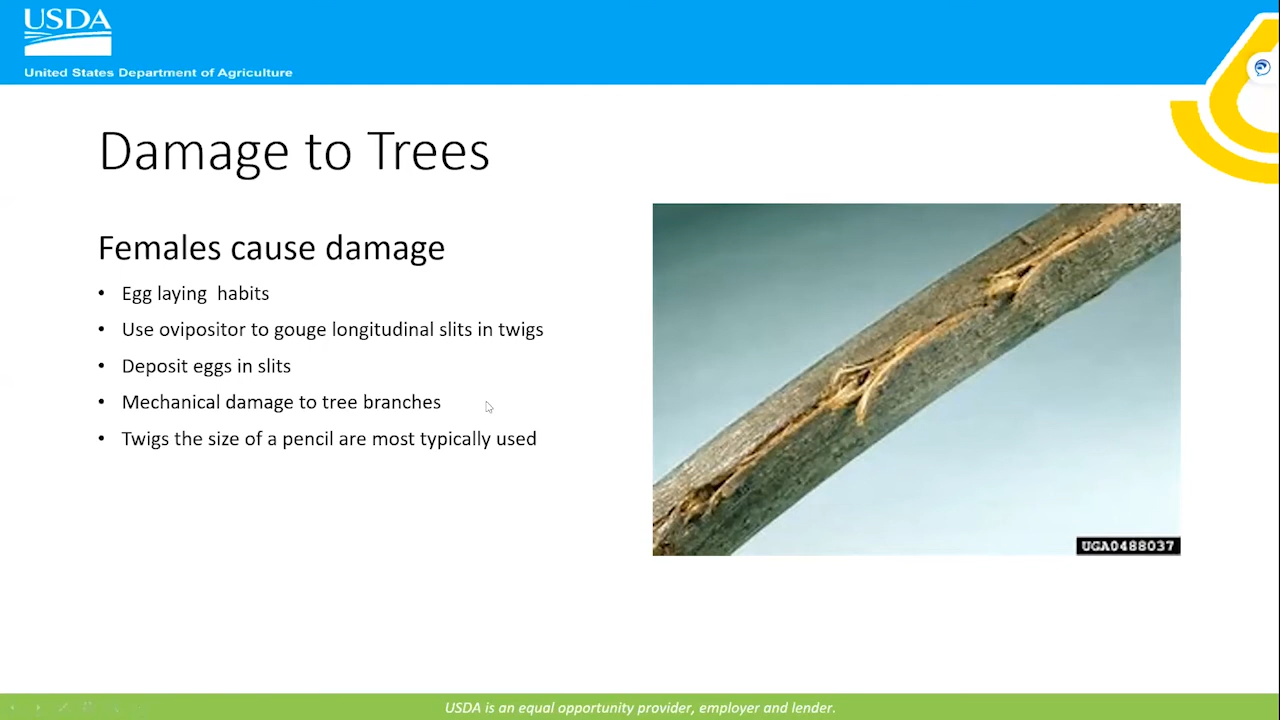 USDA
United States Department of Agriculture
Damage to Trees
Females cause damage
• Egg laying  habits
• Use ovipositor to gouge longitudinal slits in twigs
• Deposit eggs in slits
• Mechanical damage to tree branches
• Twigs the size of a pencil are most typically used
UGA0488037
USDA is an equal opportunity provider, employer and lender.